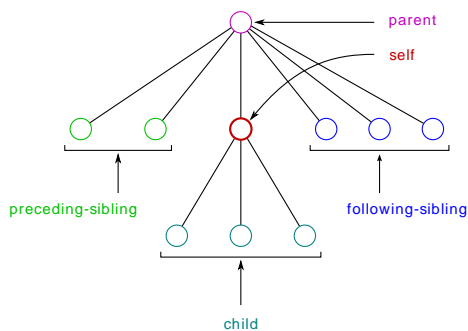 parent
self
preceding-sibling
following-sibling
child